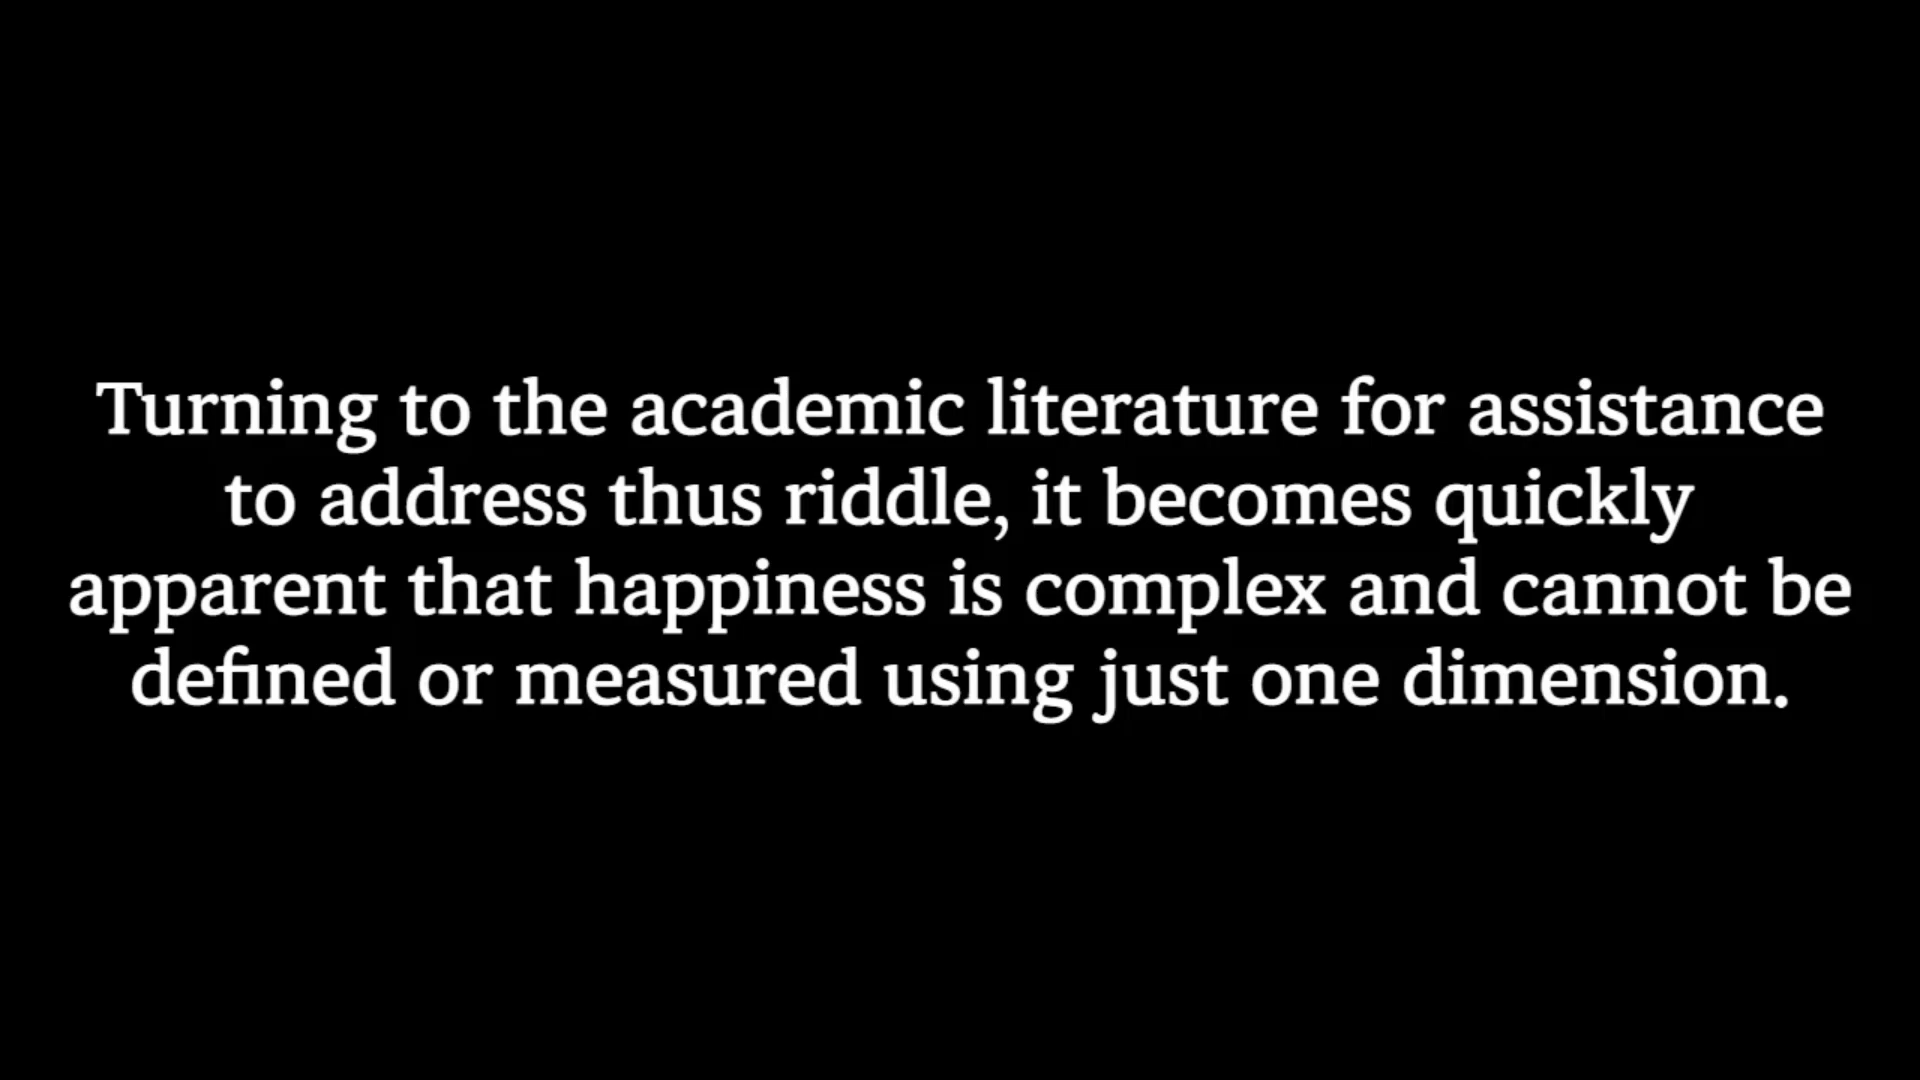 Turning to the academic literature for assistance
to address thus riddle, it becomes quickly
apparent that happiness is complex and cannot be
defined or measured using just one dimension.